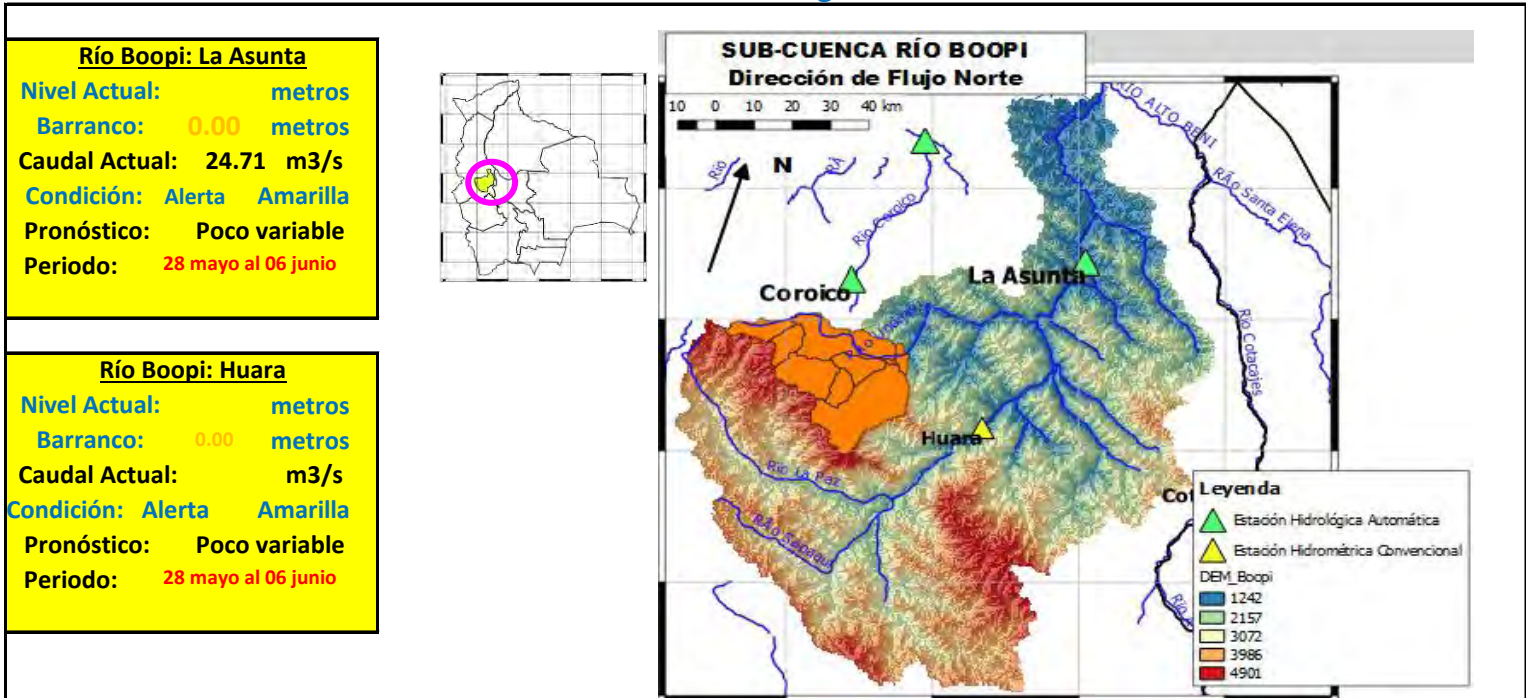 Río Boopi: La Asunta
Nivel Actual: metros
Barranco: 0.00 metros
Caudal Actual: 24.71 m3/s
Condición: Alerta Amarilla
Pronóstico: Poco variable
Periodo: 28 mayo al 06 junio
Río Boopi: Huara
Nivel Actual: metros
Barranco: 0.00 metros
Caudal Actual: m3/s
Condición: Alerta Amarilla
Pronóstico: Poco variable
Periodo: 28 mayo al 06 junio
SUB-CUENCA RÍO BOOPI
Dirección de Flujo Norte
10 0 10 20 30 40 km
N
Río
RÃ
Río Coroico
RÍO ALTO BENI
RÃo Santa Elena
Río Cotacajes
Coroico
La Asunta
Huara
Río La Paz
RÃo Sapaqui
Leyenda
Estación Hidrológica Automática
Estación Hidrométrica Convencional
DEM_Boopi
1242
2157
3072
3986
4901